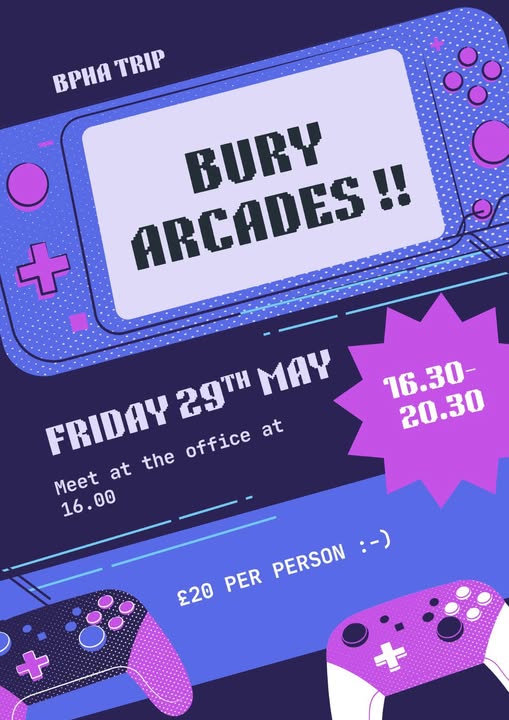 BPHA TRIP
BURY
ARCADES !!
FRIDAY 29TH MAY
16.30–
20.30
Meet at the office at
16.00
£20 PER PERSON :-)